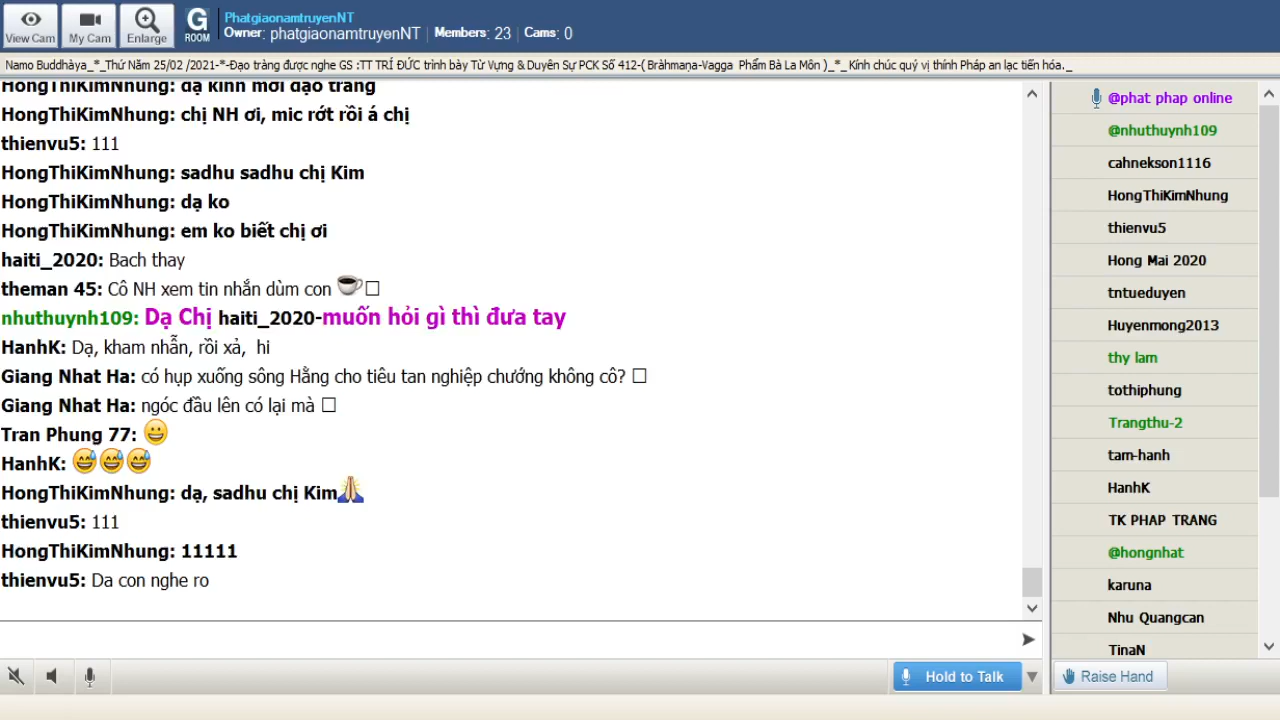 View Cam
My Cam
Enlarge
G ROOM
PhatgiaonamtruyenNT
Owner: phatgiaonamtruyenNT | Members: 23 | Cams: 0
Namo Buddhàya_*_Thứ Năm 25/02 /2021-*-Đạo tràng được nghe GS :TT TRÍ ĐỨC trình bày Từ Vựng & Duyên Sự PCK Số 412-( Bràhmaṇa-Vagga Phẩm Bà La Môn )_*_ Kính chúc quý vị thính Pháp an lạc tiến hóa._
HongThiKimNhung: dạ kính mời đạo tràng
HongThiKimNhung: chị NH ơi, mic rớt rồi á chị
thienvu5: 111
HongThiKimNhung: sadhu sadhu chị Kim
HongThiKimNhung: dạ ko
HongThiKimNhung: em ko biết chị ơi
haiti_2020: Bach thay
theman 45: Cô NH xem tin nhắn dùm con
nhuthuynh109: Dạ Chị haiti_2020-muốn hỏi gì thì đưa tay
HanhK: Dạ, kham nhẫn, rồi xả, hi
Giang Nhat Ha: có hụp xuống sông Hằng cho tiêu tan nghiệp chướng không cô?
Giang Nhat Ha: ngóc đầu lên có lại mà
Tran Phung 77:
HanhK:
HongThiKimNhung: dạ, sadhu chị Kim
thienvu5: 111
HongThiKimNhung: 11111
thienvu5: Da con nghe ro
Hold to Talk
@phat phap online
@nhuthuynh109
cahnekson1116
HongThiKimNhung
thienvu5
Hong Mai 2020
tntueduyen
Huyenmong2013
thy lam
tothiphung
Trangthu-2
tam-hanh
HanhK
TK PHAP TRANG
@hongnhat
karuna
Nhu Quangcan
TinaN
Raise Hand